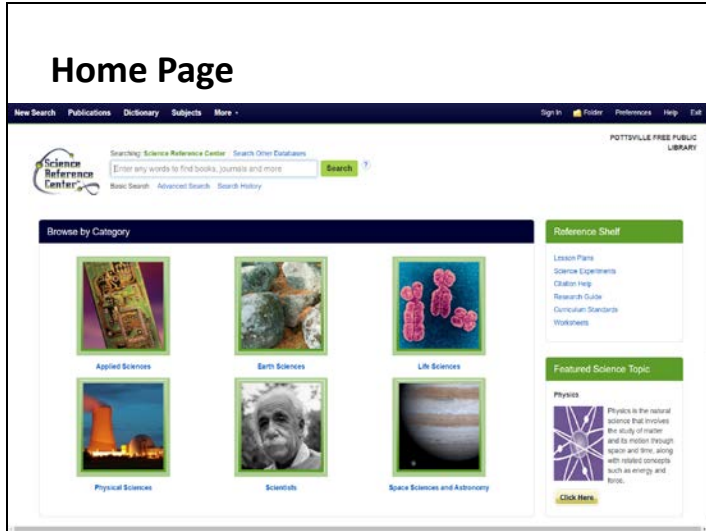 Home Page
New Search Publications Dictionary Subjects More
Sign In Folder Preferences Help Exit
POTTSVILLE FREE PUBLIC
LIBRARY
Searching: Science Reference Center Search Other Databases
Science
Reference
Center
Enter any words to find books, journals and more Search ?
Basic Search Advanced Search Search History
Browse by Category
Applied Sciences
Earth Sciences
Life Sciences
Physical Sciences
Scientists
Space Sciences and Astronomy
Reference Shelf
Lesson Plans
Science Experiments
Citation Help
Research Guide
Curriculum Standards
Worksheets
Featured Science Topic
Physics
Physics is the natural
science that involves
the study of matter
and its motion through
space and time, along
with related concepts
such as energy and
force.
Click Here